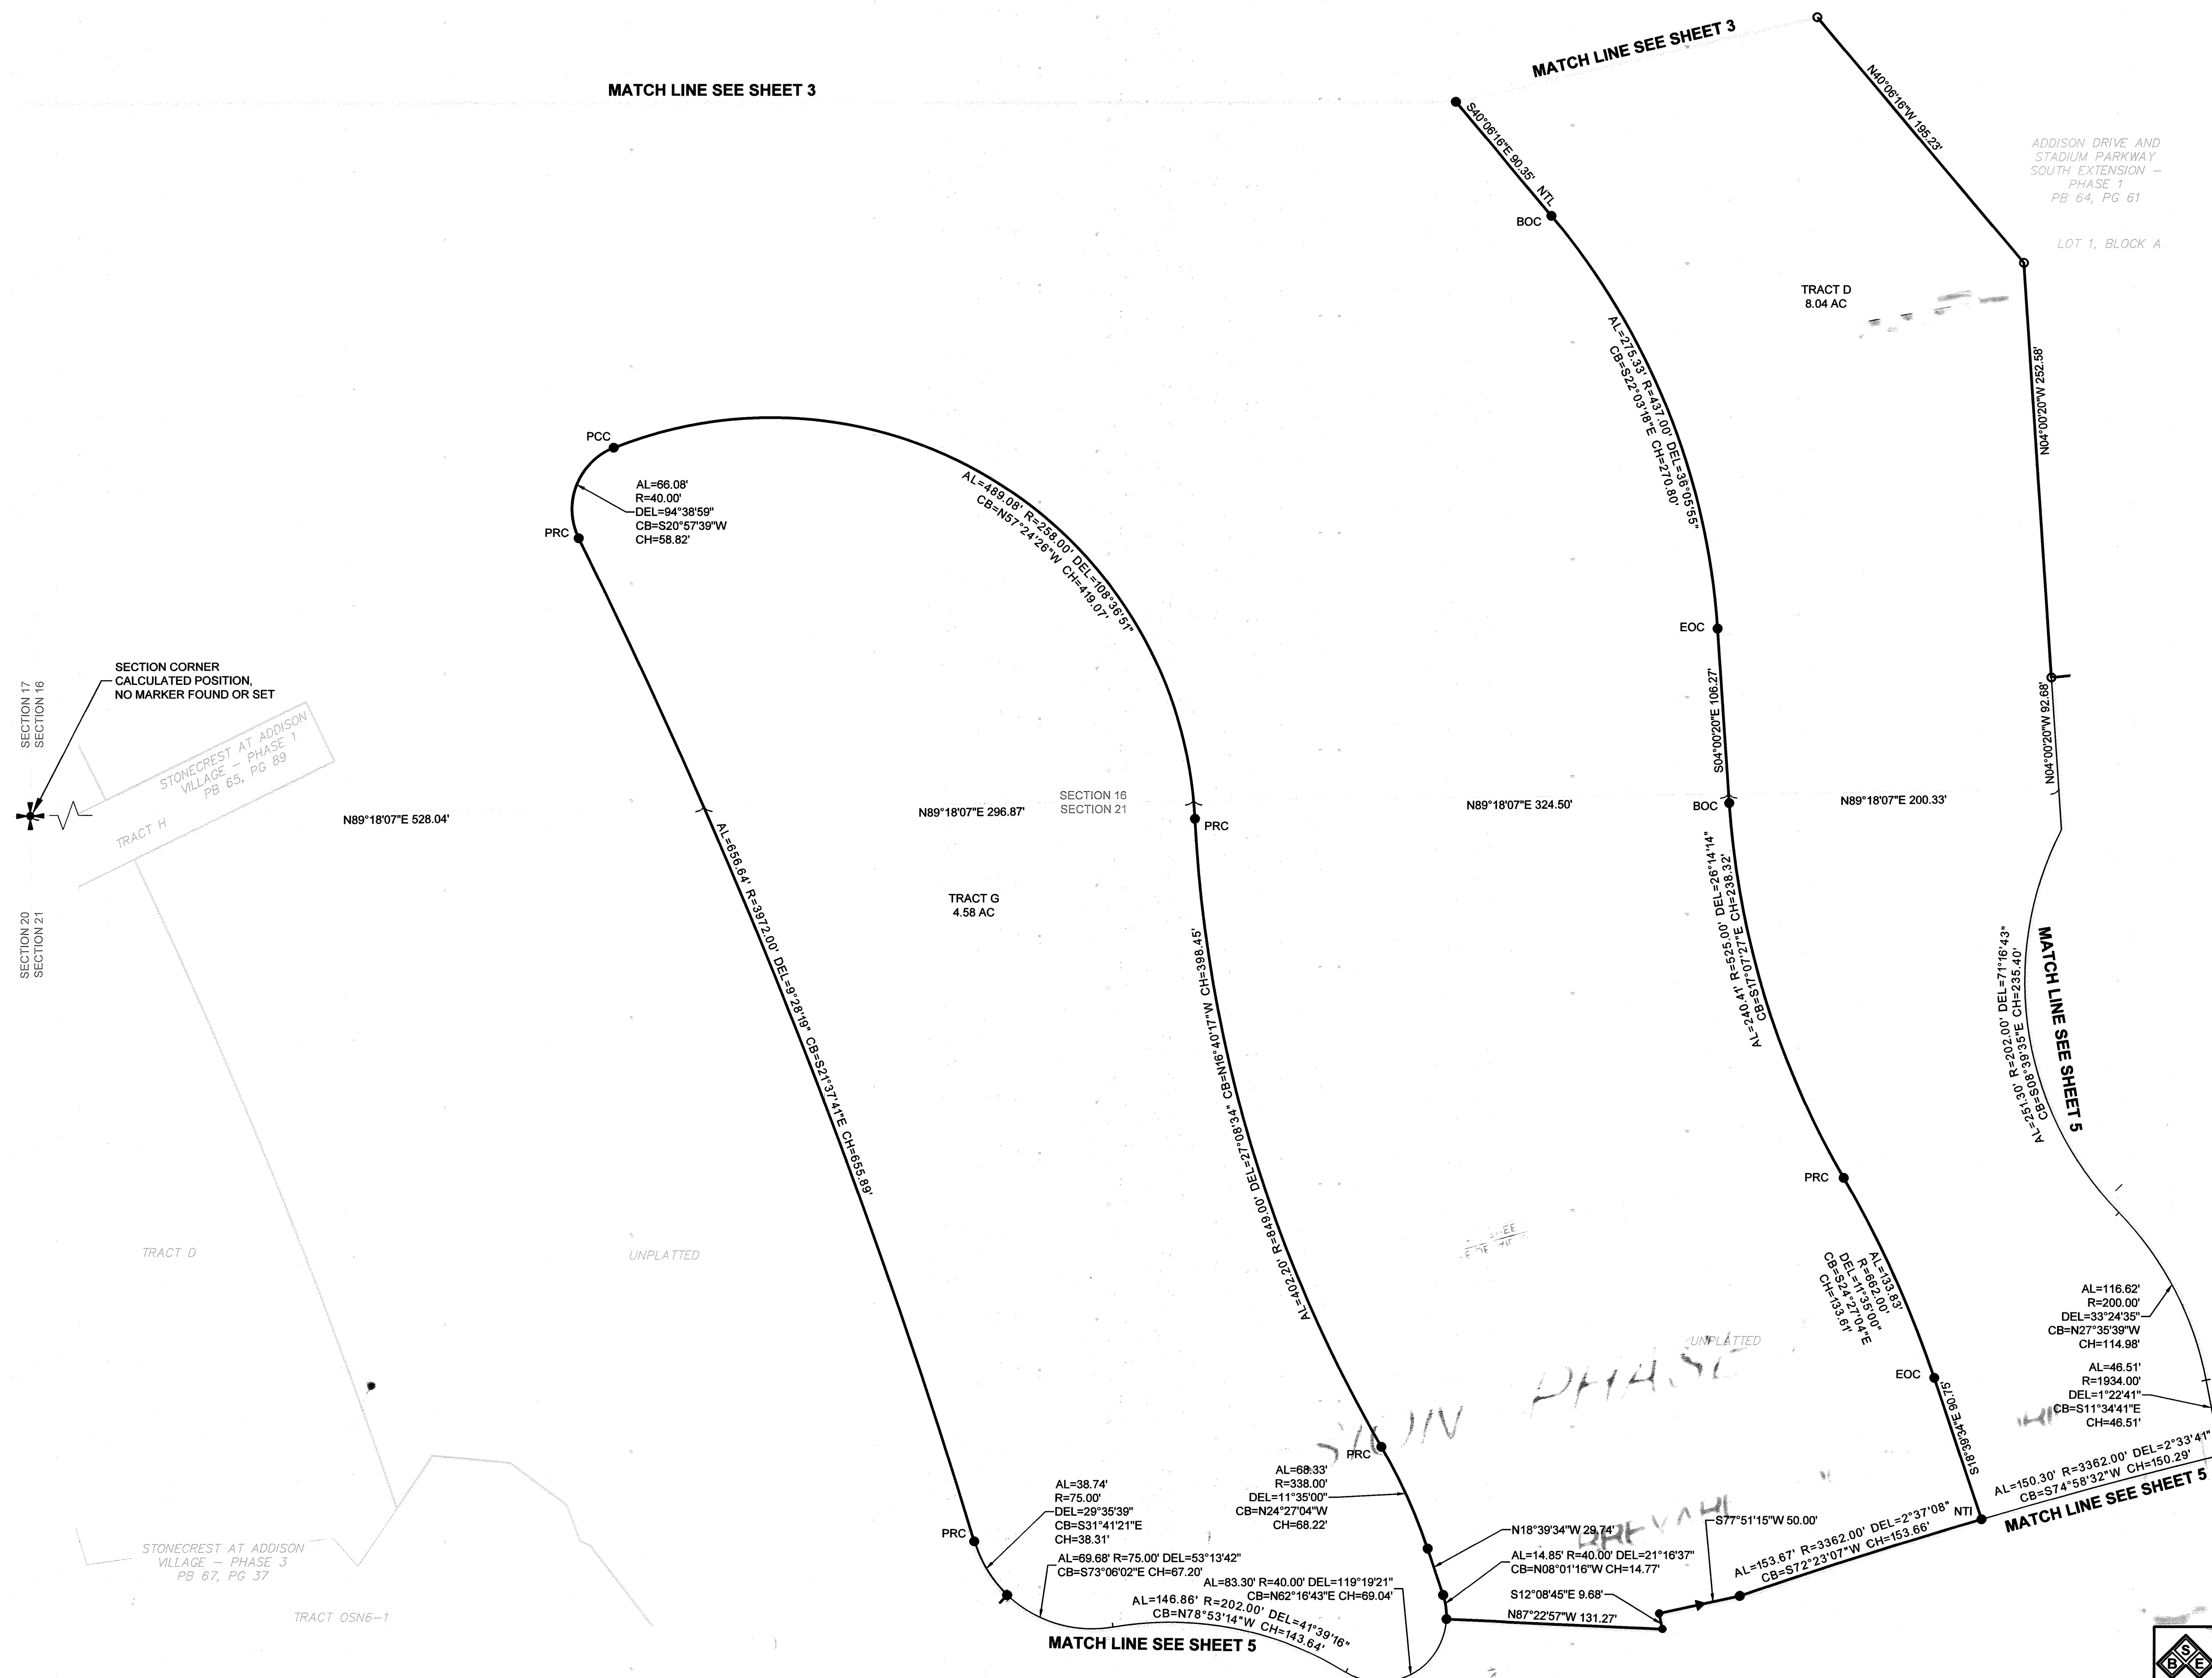 MATCH LINE SEE SHEET 3
MATCH LINE SEE SHEET 3
N40°06'16"W 195.23'
S40°06'16"E 90.35' NTL
BOC
ADDISON DRIVE AND
STADIUM PARKWAY
SOUTH EXTENSION –
PHASE 1
PB 64, PG 61
LOT 1, BLOCK A
TRACT D
8.04 AC
AL=275.33' R=437.00' DEL=36°05'55"
CB=S22°03'18"E CH=270.80'
N04°00'20"W 252.58'
PCC
AL=66.08'
R=40.00'
DEL=94°38'59"
CB=S20°57'39"W
CH=58.82'
PRC
AL=489.08' R=258.00' DEL=108°36'51"
CB=N57°24'26"W CH=419.07'
EOC
S04°00'20"E 106.27'
N04°00'20"W 92.68'
SECTION CORNER
CALCULATED POSITION,
NO MARKER FOUND OR SET
SECTION 17
SECTION 16
STONECREST AT ADDISON
VILLAGE – PHASE 1
PB 65, PG 89
TRACT H
N89°18'07"E 528.04'
N89°18'07"E 296.87'
SECTION 16
SECTION 21
PRC
N89°18'07"E 324.50'
BOC
N89°18'07"E 200.33'
SECTION 20
SECTION 21
AL=656.64' R=3972.00' DEL=9°28'19" CB=S21°37'41"E CH=655.89'
TRACT G
4.58 AC
AL=402.20' R=849.00' DEL=27°08'34" CB=N16°40'17"W CH=398.45'
AL=240.41' R=525.00' DEL=26°14'14"
CB=S17°07'27"E CH=238.32'
AL=251.30' R=202.00' DEL=71°16'43"
CB=S08°39'35"E CH=235.40'
MATCH LINE SEE SHEET 5
PRC
TRACT D
UNPLATTED
AL=133.83'
R=662.00'
DEL=11°35'00"
CB=S24°27'04"E
CH=133.61'
UNPLATTED
AL=116.62'
R=200.00'
DEL=33°24'35"
CB=N27°35'39"W
CH=114.98'
AL=46.51'
R=1934.00'
DEL=1°22'41"
CB=S11°34'41"E
CH=46.51'
EOC
S18°39'34"E 90.75'
PHASE
PRC
AL=68.33'
R=338.00'
DEL=11°35'00"
CB=N24°27'04"W
CH=68.22'
AL=38.74'
R=75.00'
DEL=29°35'39"
CB=S31°41'21"E
CH=38.31'
PRC
N18°39'34"W 29.74'
AL=14.85' R=40.00' DEL=21°16'37"
CB=N08°01'16"W CH=14.77'
S77°51'15"W 50.00'
AL=153.67' R=3362.00' DEL=2°37'08"
CB=S72°23'07"W CH=153.66'
AL=150.30' R=3362.00' DEL=2°33'41"
CB=S74°58'32"W CH=150.29'
MATCH LINE SEE SHEET 5
AL=69.68' R=75.00' DEL=53°13'42"
CB=S73°06'02"E CH=67.20'
AL=83.30' R=40.00' DEL=119°19'21"
CB=N62°16'43"E CH=69.04'
S12°08'45"E 9.68'
N87°22'57"W 131.27'
AL=146.86' R=202.00' DEL=41°39'16"
CB=N78°53'14"W CH=143.64'
MATCH LINE SEE SHEET 5
STONECREST AT ADDISON
VILLAGE – PHASE 3
PB 67, PG 37
TRACT OSN6-1
S
B E